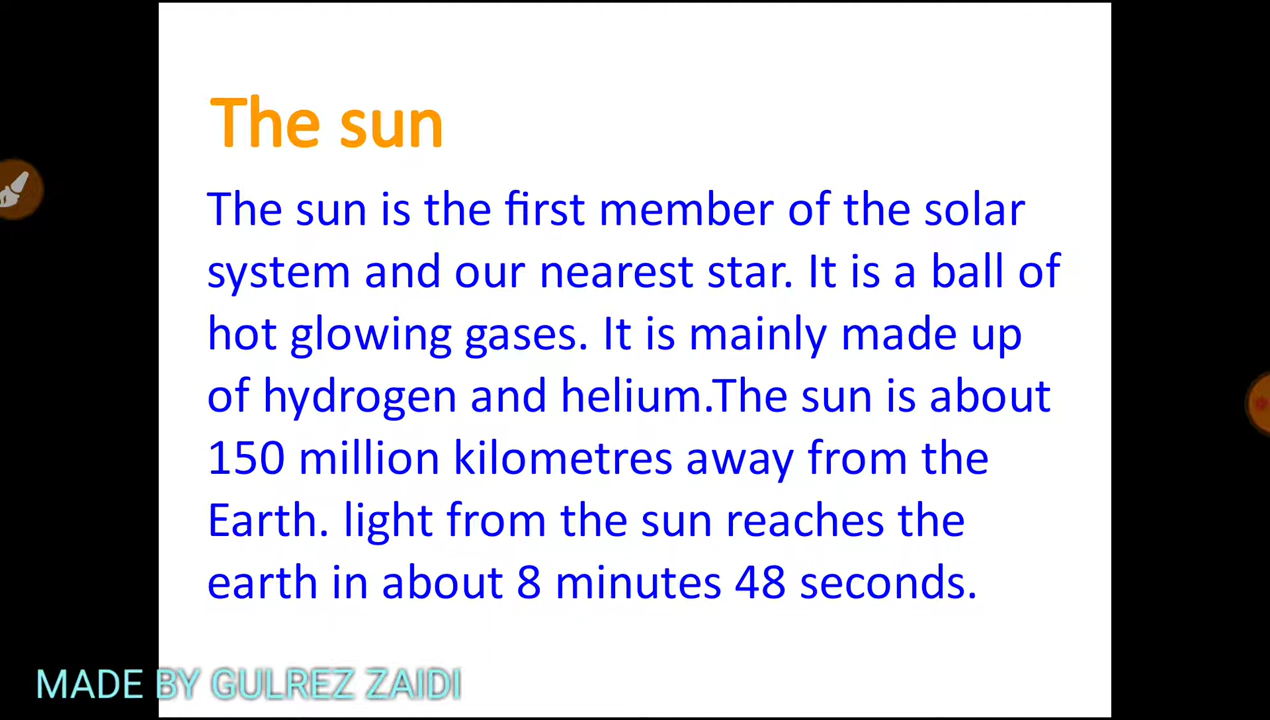 The sun
The sun is the first member of the solar
system and our nearest star. It is a ball of
hot glowing gases. It is mainly made up
of hydrogen and helium.The sun is about
150 million kilometres away from the
Earth. light from the sun reaches the
earth in about 8 minutes 48 seconds.
MADE BY GULREZ ZAIDI